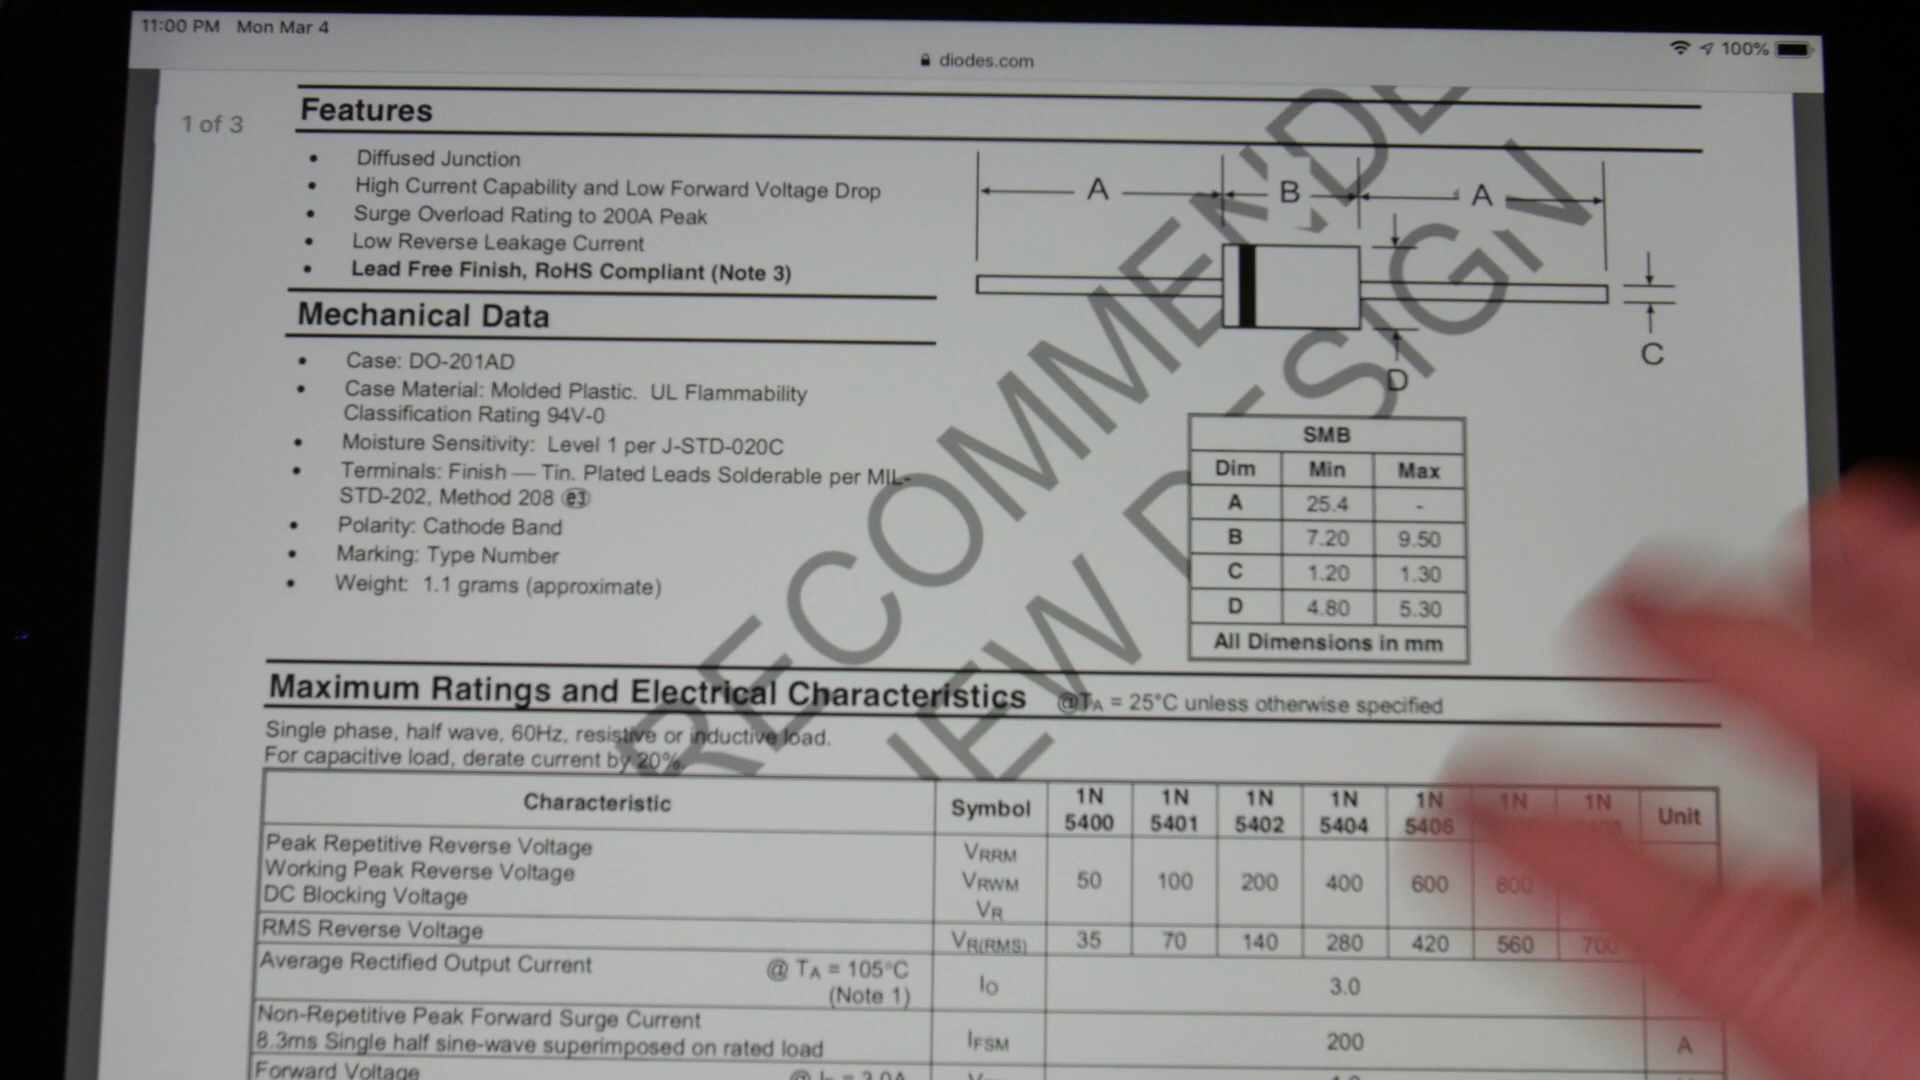 11:00 PM Mon Mar 4
100%
diodes.com
1 of 3
Features
• Diffused Junction
• High Current Capability and Low Forward Voltage Drop
• Surge Overload Rating to 200A Peak
• Low Reverse Leakage Current
• Lead Free Finish, RoHS Compliant (Note 3)
A B A
C
D
Mechanical Data
• Case: DO-201AD
• Case Material: Molded Plastic. UL Flammability
Classification Rating 94V-0
• Moisture Sensitivity: Level 1 per J-STD-020C
• Terminals: Finish — Tin. Plated Leads Solderable per MIL-
STD-202, Method 208 e3
• Polarity: Cathode Band
• Marking: Type Number
• Weight: 1.1 grams (approximate)
SMB
Dim Min Max
A 25.4 -
B 7.20 9.50
C 1.20 1.30
D 4.80 5.30
All Dimensions in mm
RECOMMENDE
EW DESIGN
Maximum Ratings and Electrical Characteristics @TA = 25°C unless otherwise specified
Single phase, half wave, 60Hz, resistive or inductive load.
For capacitive load, derate current by 20%.
Characteristic Symbol 1N 5400 1N 5401 1N 5402 1N 5404 1N 5406 1N 1N Unit
Peak Repetitive Reverse Voltage VRRM
Working Peak Reverse Voltage VRWM 50 100 200 400 600 800
DC Blocking Voltage VR
RMS Reverse Voltage VR(RMS) 35 70 140 280 420 560 700
Average Rectified Output Current @ TA = 105°C IO 3.0
(Note 1)
Non-Repetitive Peak Forward Surge Current
8.3ms Single half sine-wave superimposed on rated load IFSM 200 A
Forward Voltage @ IF = 3.0A